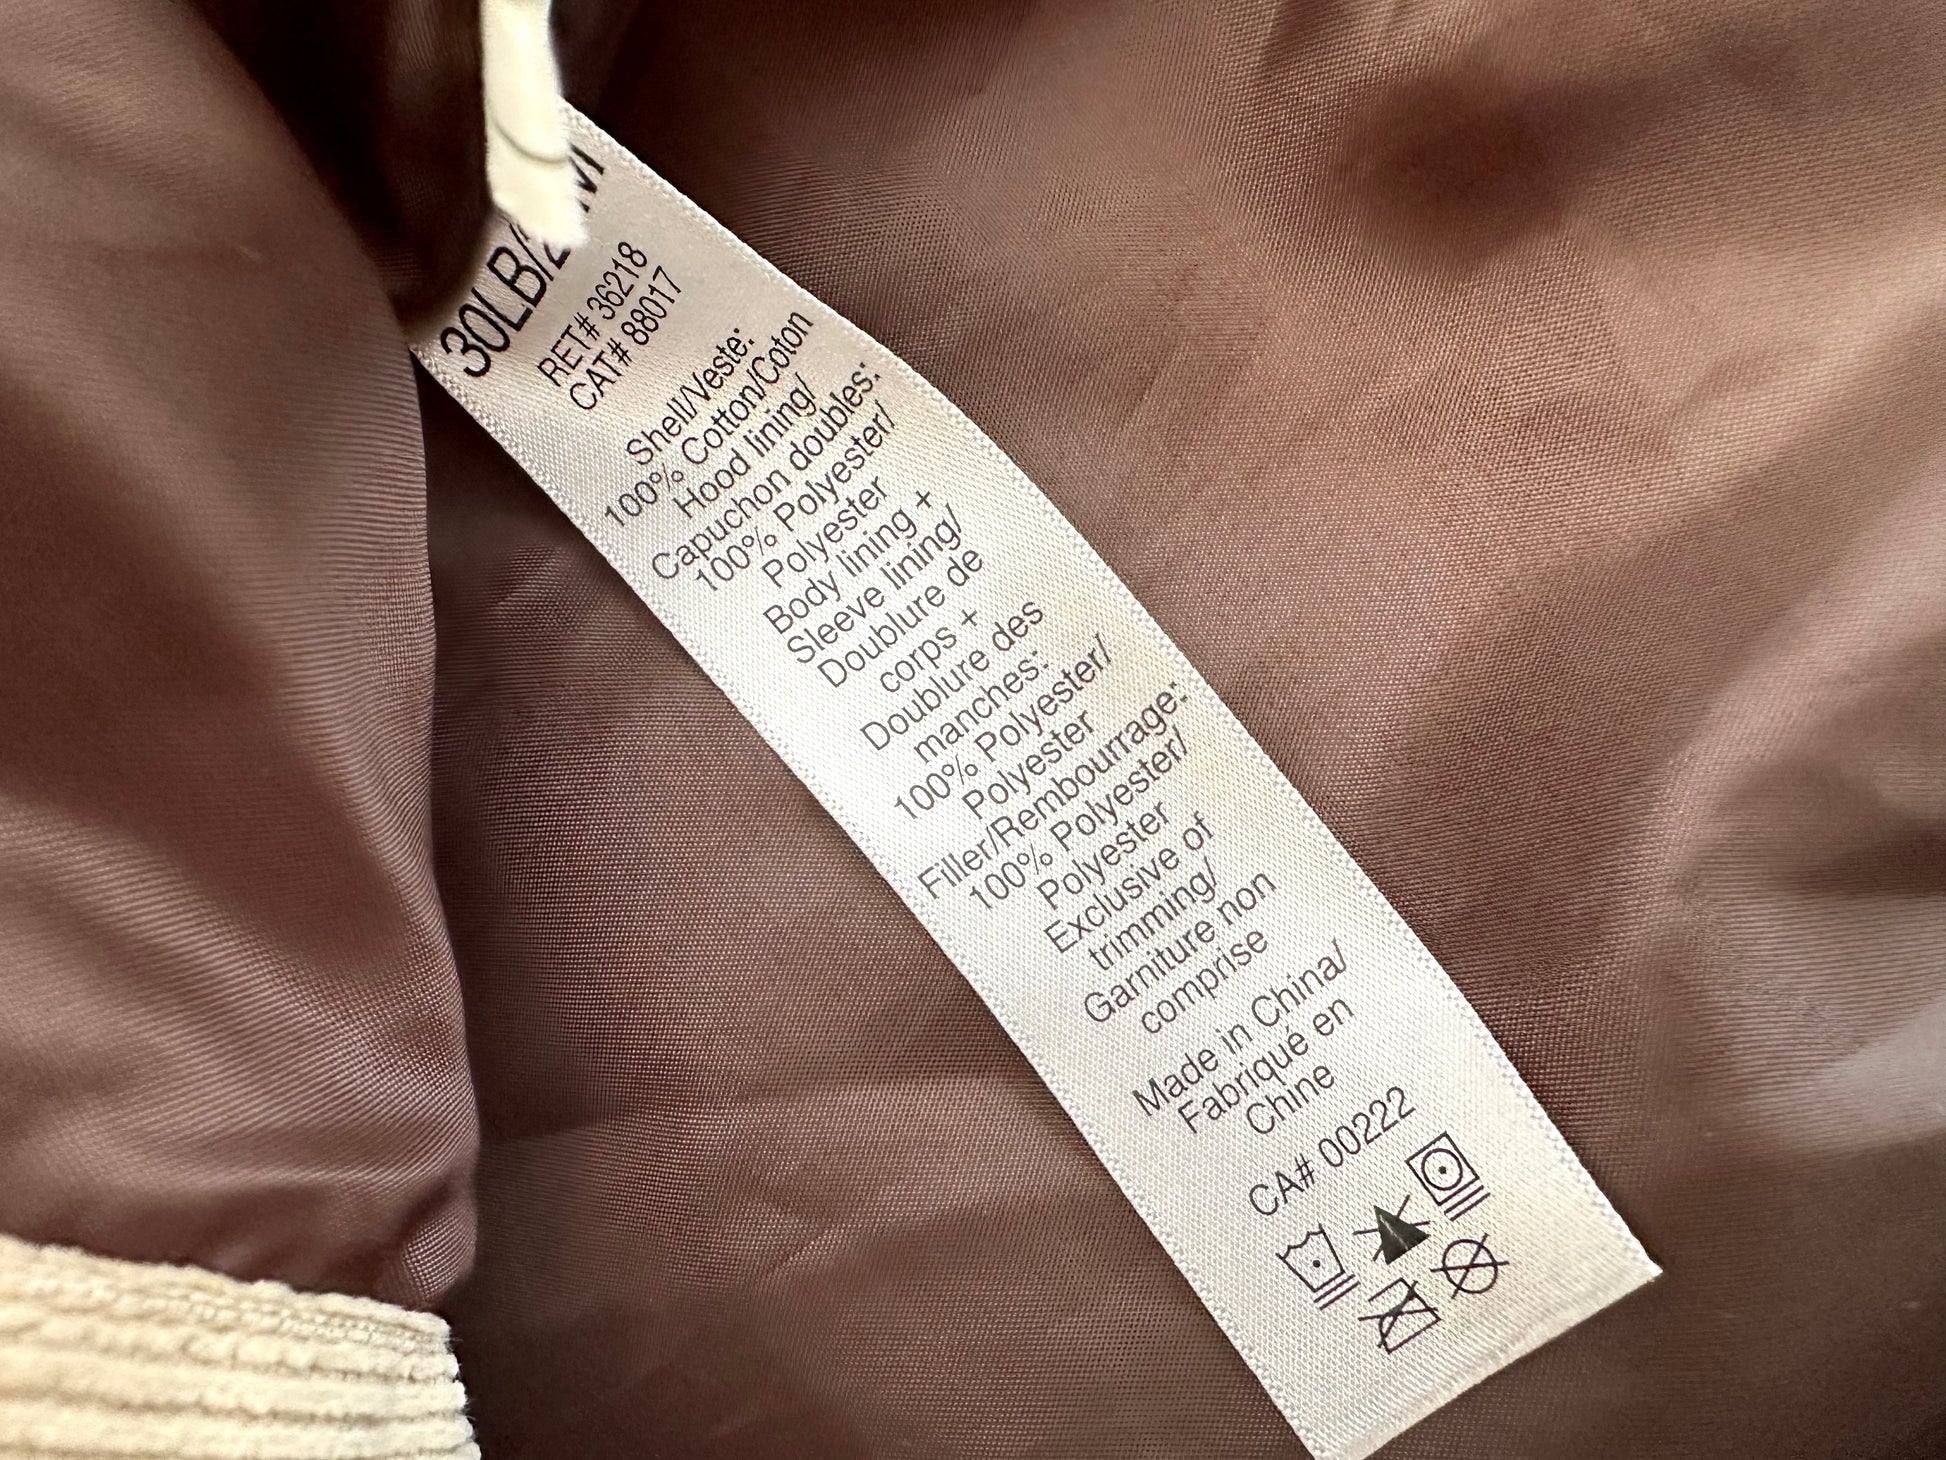 30LB/
RET# 36218
CAT# 88017
Shell/Veste:
100% Cotton/Coton
Hood lining/
Capuchon doubles:
100% Polyester/
Polyester
Body lining +
Sleeve lining/
Doublure de
corps +
Doublure des
manches:
100% Polyester/
Polyester
Filler/Rembourrage:
100% Polyester/
Polyester
Exclusive of
trimming/
Garniture non
comprise
Made in China/
Fabriqué en
Chine
CA# 00222